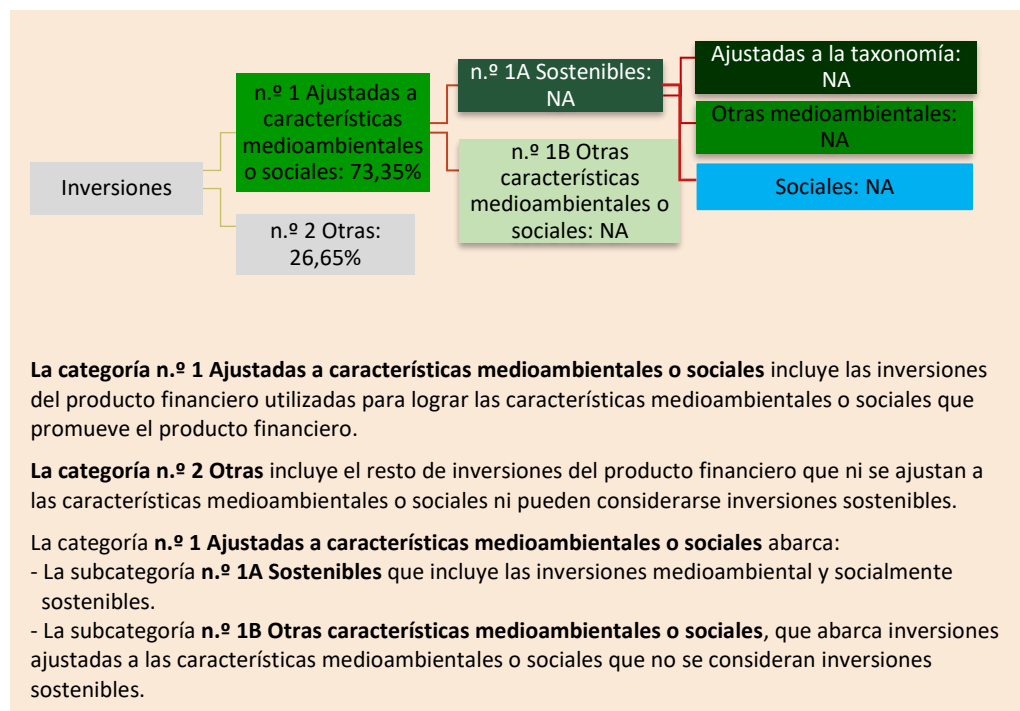 Inversiones
n.º 1 Ajustadas a
características
medioambientales
o sociales: 73,35%
n.º 2 Otras:
26,65%
n.º 1A Sostenibles:
NA
n.º 1B Otras
características
medioambientales o
sociales: NA
Ajustadas a la taxonomía:
NA
Otras medioambientales:
NA
Sociales: NA
La categoría n.º 1 Ajustadas a características medioambientales o sociales incluye las inversiones
del producto financiero utilizadas para lograr las características medioambientales o sociales que
promueve el producto financiero.
La categoría n.º 2 Otras incluye el resto de inversiones del producto financiero que ni se ajustan a
las características medioambientales o sociales ni pueden considerarse inversiones sostenibles.
La categoría n.º 1 Ajustadas a características medioambientales o sociales abarca:
- La subcategoría n.º 1A Sostenibles que incluye las inversiones medioambiental y socialmente
sostenibles.
- La subcategoría n.º 1B Otras características medioambientales o sociales, que abarca inversiones
ajustadas a las características medioambientales o sociales que no se consideran inversiones
sostenibles.